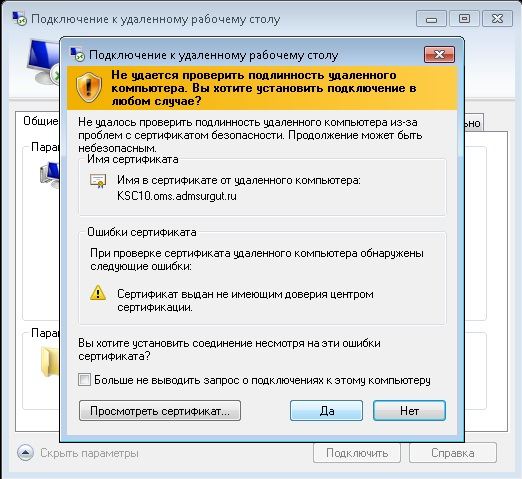 Подключение к удаленному рабочему столу
Подключение к удаленному рабочему столу
Не удается проверить подлинность удаленного
компьютера. Вы хотите установить подключение в
любом случае?
Общие
Не удалось проверить подлинность удаленного компьютера из-за
проблем с сертификатом безопасности. Продолжение может быть
небезопасным.
Имя сертификата
Имя в сертификате от удаленного компьютера:
KSC10.oms.admsurgut.ru
Ошибки сертификата
При проверке сертификата удаленного компьютера обнаружены
следующие ошибки:
Сертификат выдан не имеющим доверия центром
сертификации.
Вы хотите установить соединение несмотря на эти ошибки
сертификата?
Больше не выводить запрос о подключениях к этому компьютеру
Просмотреть сертификат... Да Нет
Скрыть параметры Подключить Справка